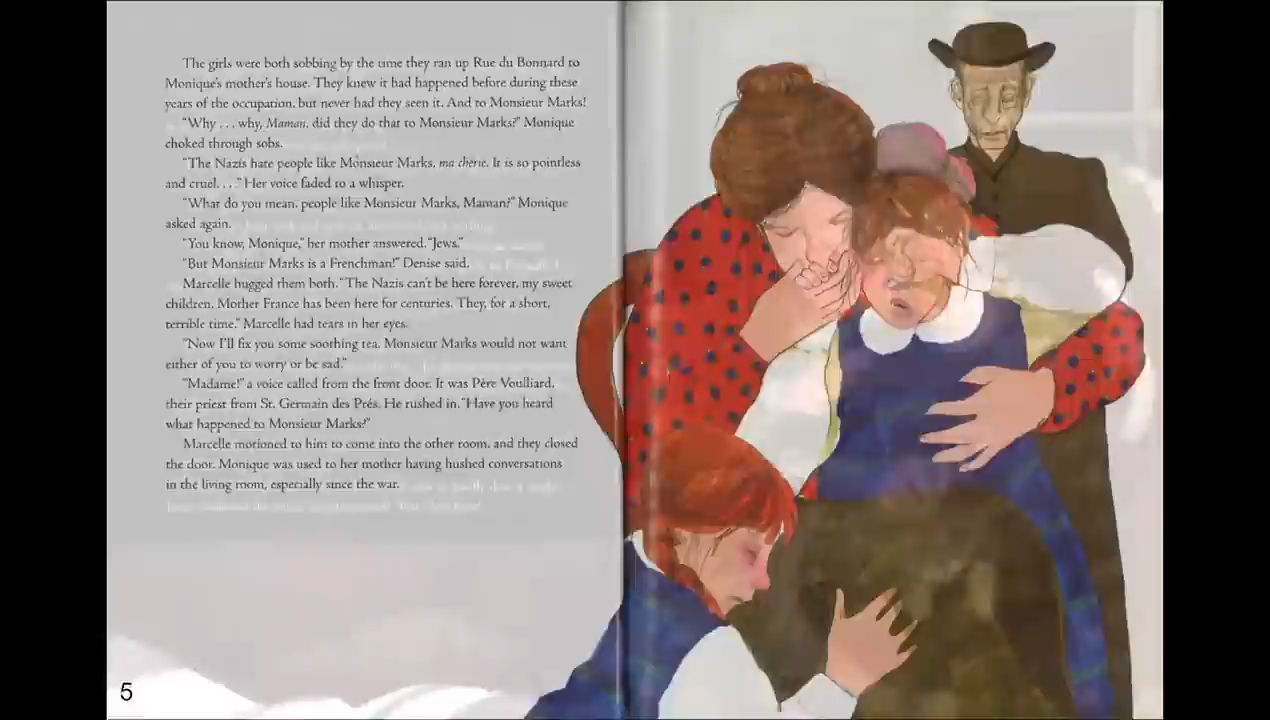 The girls were both sobbing by the time they ran up Rue du Bonnard to
Monique's mother's house. They knew it had happened before during these
years of the occupation, but never had they seen it. And to Monsieur Marks!
"Why . . . why, Maman, did they do that to Monsieur Marks?" Monique
choked through sobs.
"The Nazis hate people like Monsieur Marks, ma cherie. It is so pointless
and cruel. . . ." Her voice faded to a whisper.
"What do you mean, people like Monsieur Marks, Maman?" Monique
asked again.
"You know, Monique," her mother answered. "Jews."
"But Monsieur Marks is a Frenchman!" Denise said.
Marcelle hugged them both. "The Nazis can't be here forever, my sweet
children. Mother France has been here for centuries. They, for a short,
terrible time." Marcelle had tears in her eyes.
"Now I'll fix you some soothing tea. Monsieur Marks would not want
either of you to worry or be sad."
"Madame!" a voice called from the front door. It was Père Voulliard,
their priest from St. Germain des Prés. He rushed in. "Have you heard
what happened to Monsieur Marks?"
Marcelle motioned to him to come into the other room, and they closed
the door. Monique was used to her mother having hushed conversations
in the living room, especially since the war.
5